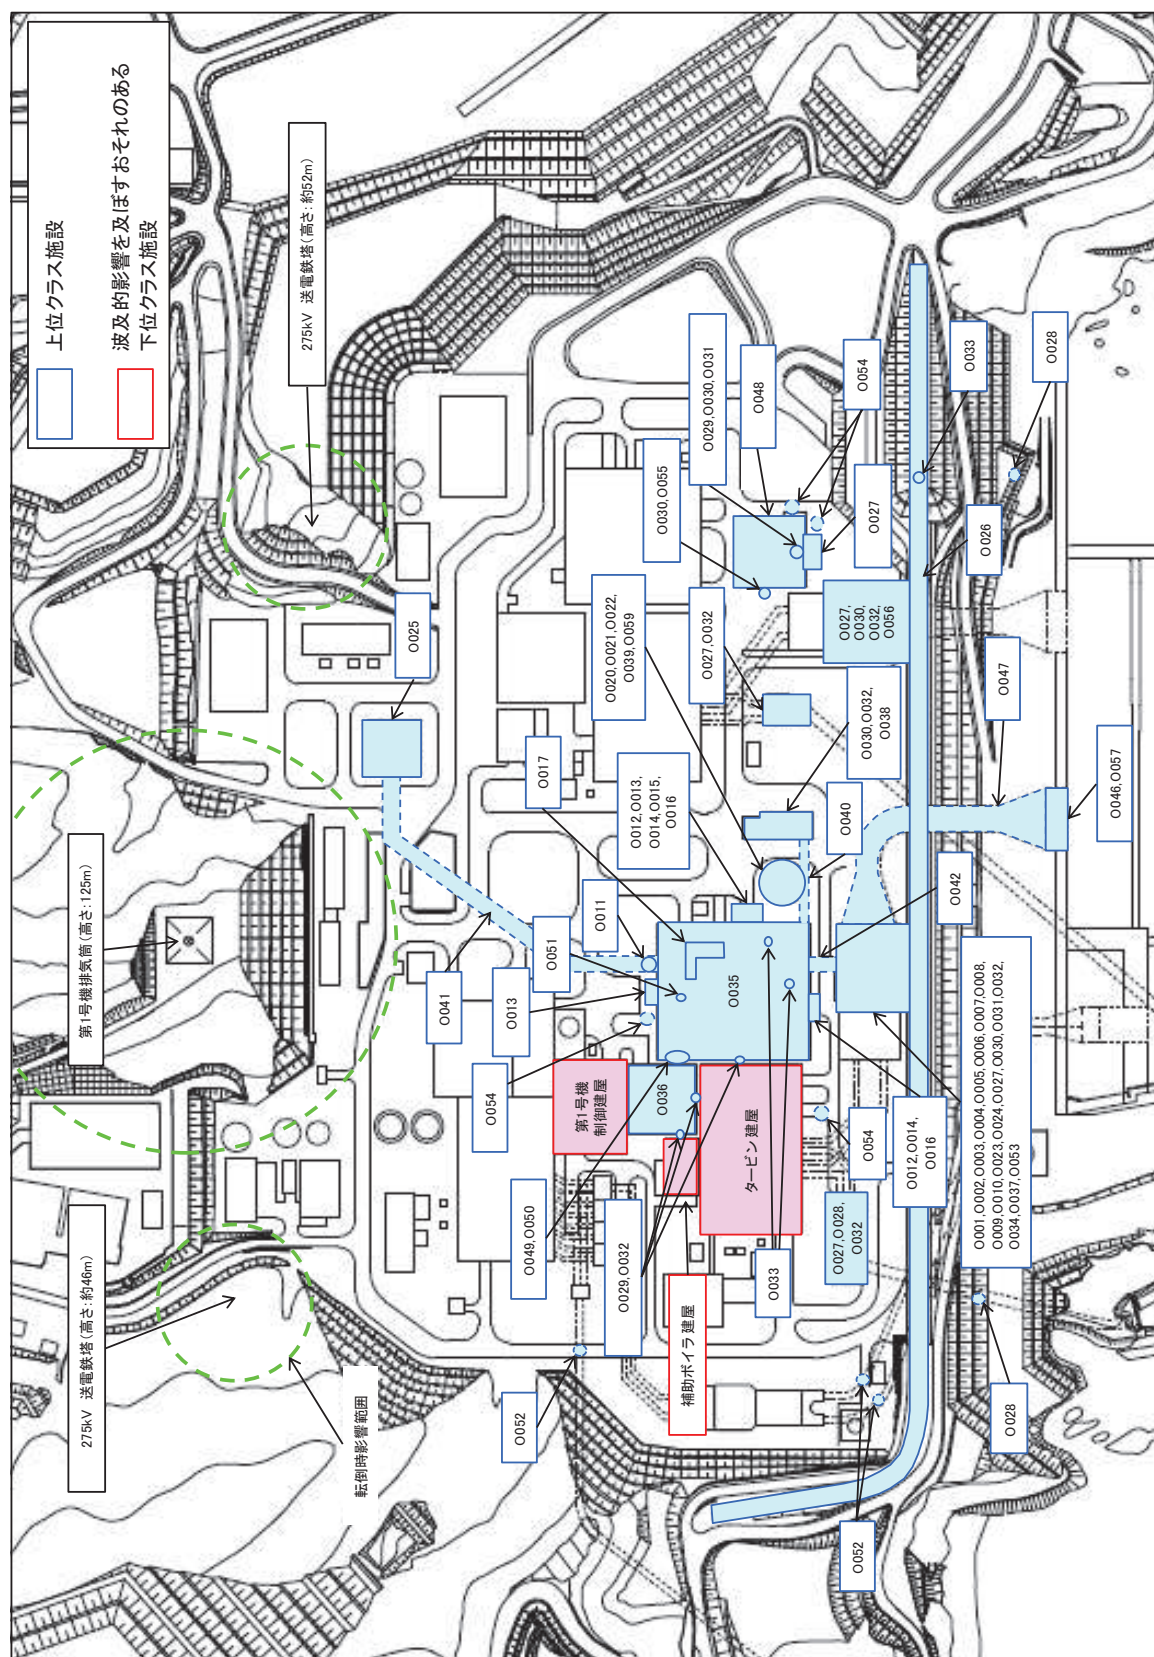 上位クラス施設
波及的影響を及ぼすおそれのある
下位クラス施設
275kV 送電鉄塔(高さ:約52m)
第1号機排気筒(高さ:125m)
275kV 送電鉄塔(高さ:約46m)
転倒時影響範囲
O025
O041
O013
O054
O051
O011
O017
O012,O013,
O014,O015,
O016
O020,O021,O022,
O039,O059
O027,O032
O030,O055
O029,O030,O031
O048
O054
O027
O033
O028
O026
O027,
O030,
O032,
O056
O030,O032,
O038
O040
O047
O046,O057
O042
O035
O036
第1号機
制御建屋
タービン建屋
補助ボイラ建屋
O049,O050
O029,O032
O033
O054
O027,O028,
O032
O012,O014,
O016
O001,O002,O003,O004,O005,O006,O007,O008,
O009,O010,O023,O024,O027,O030,O031,O032,
O034,O037,O053
O028
O052
O052